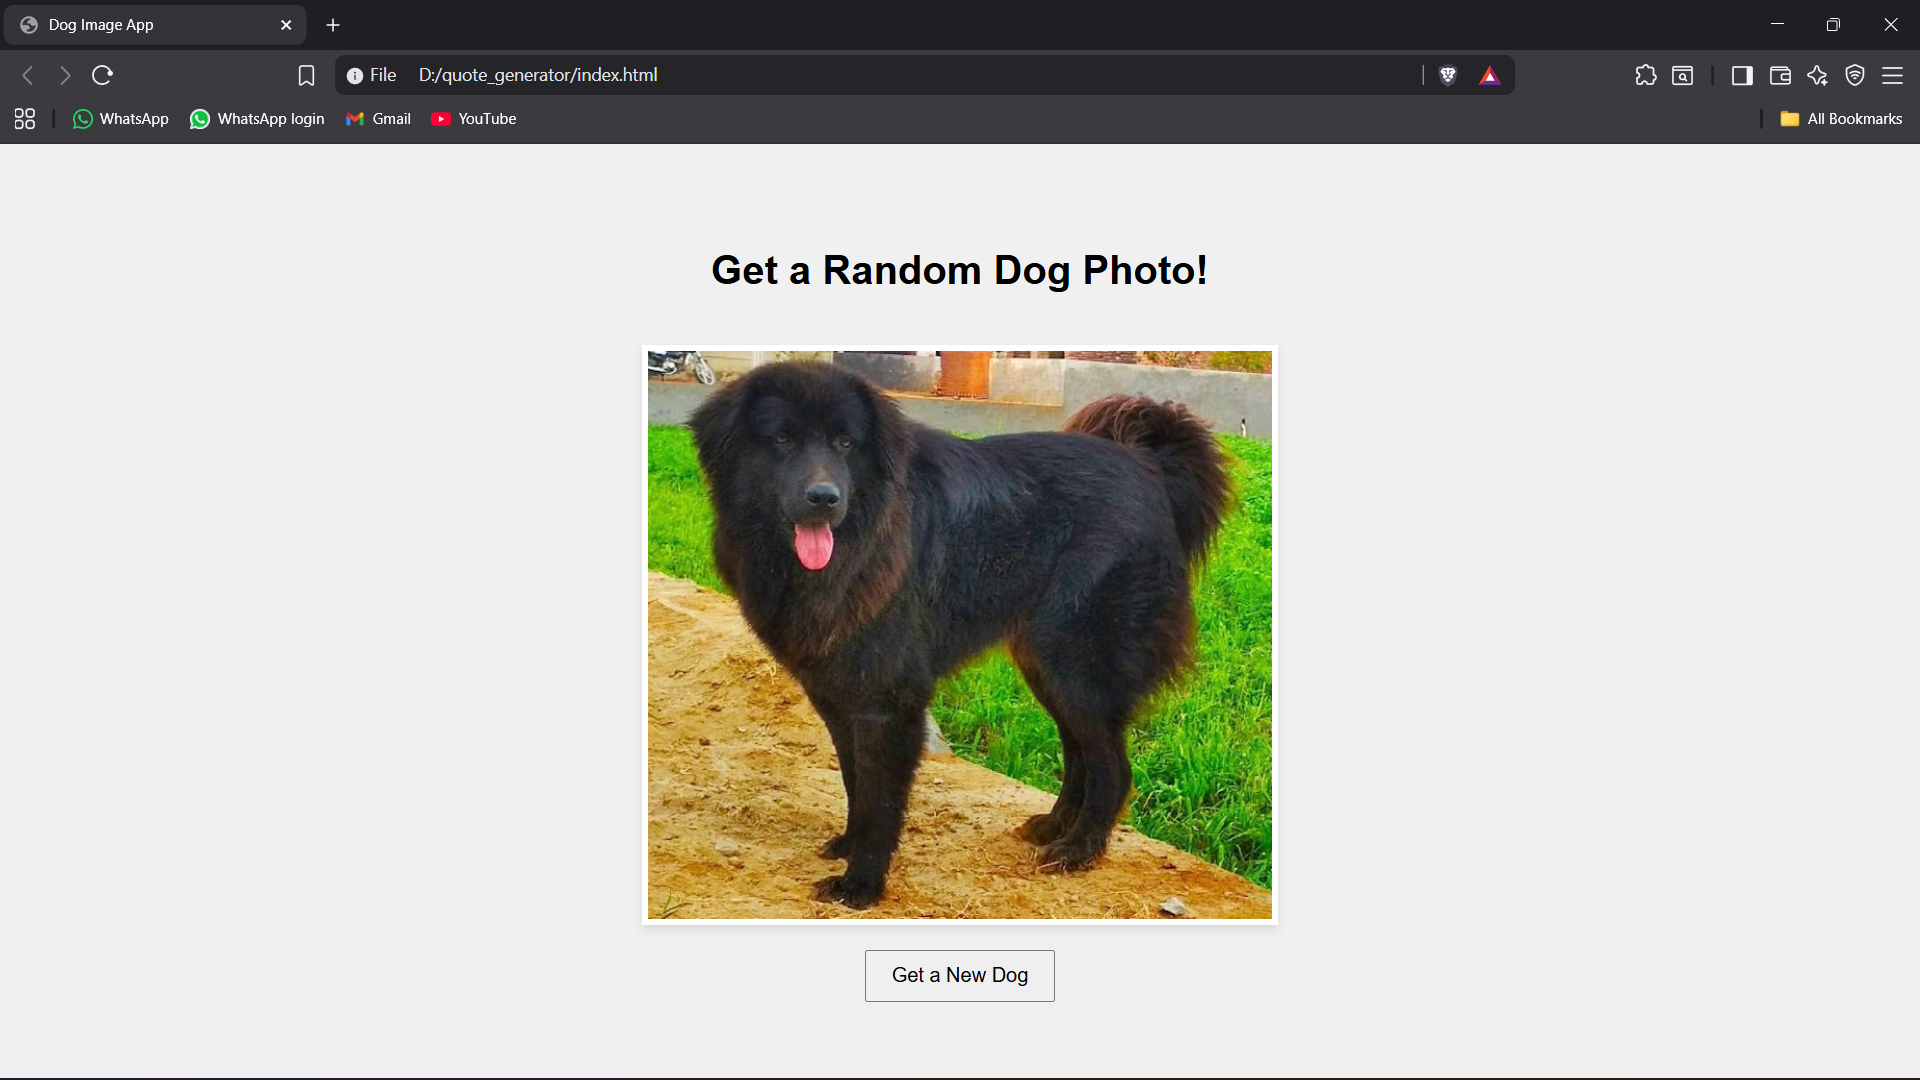 Dog Image App
File D:/quote_generator/index.html
WhatsApp WhatsApp login Gmail YouTube All Bookmarks
Get a Random Dog Photo!
Get a New Dog